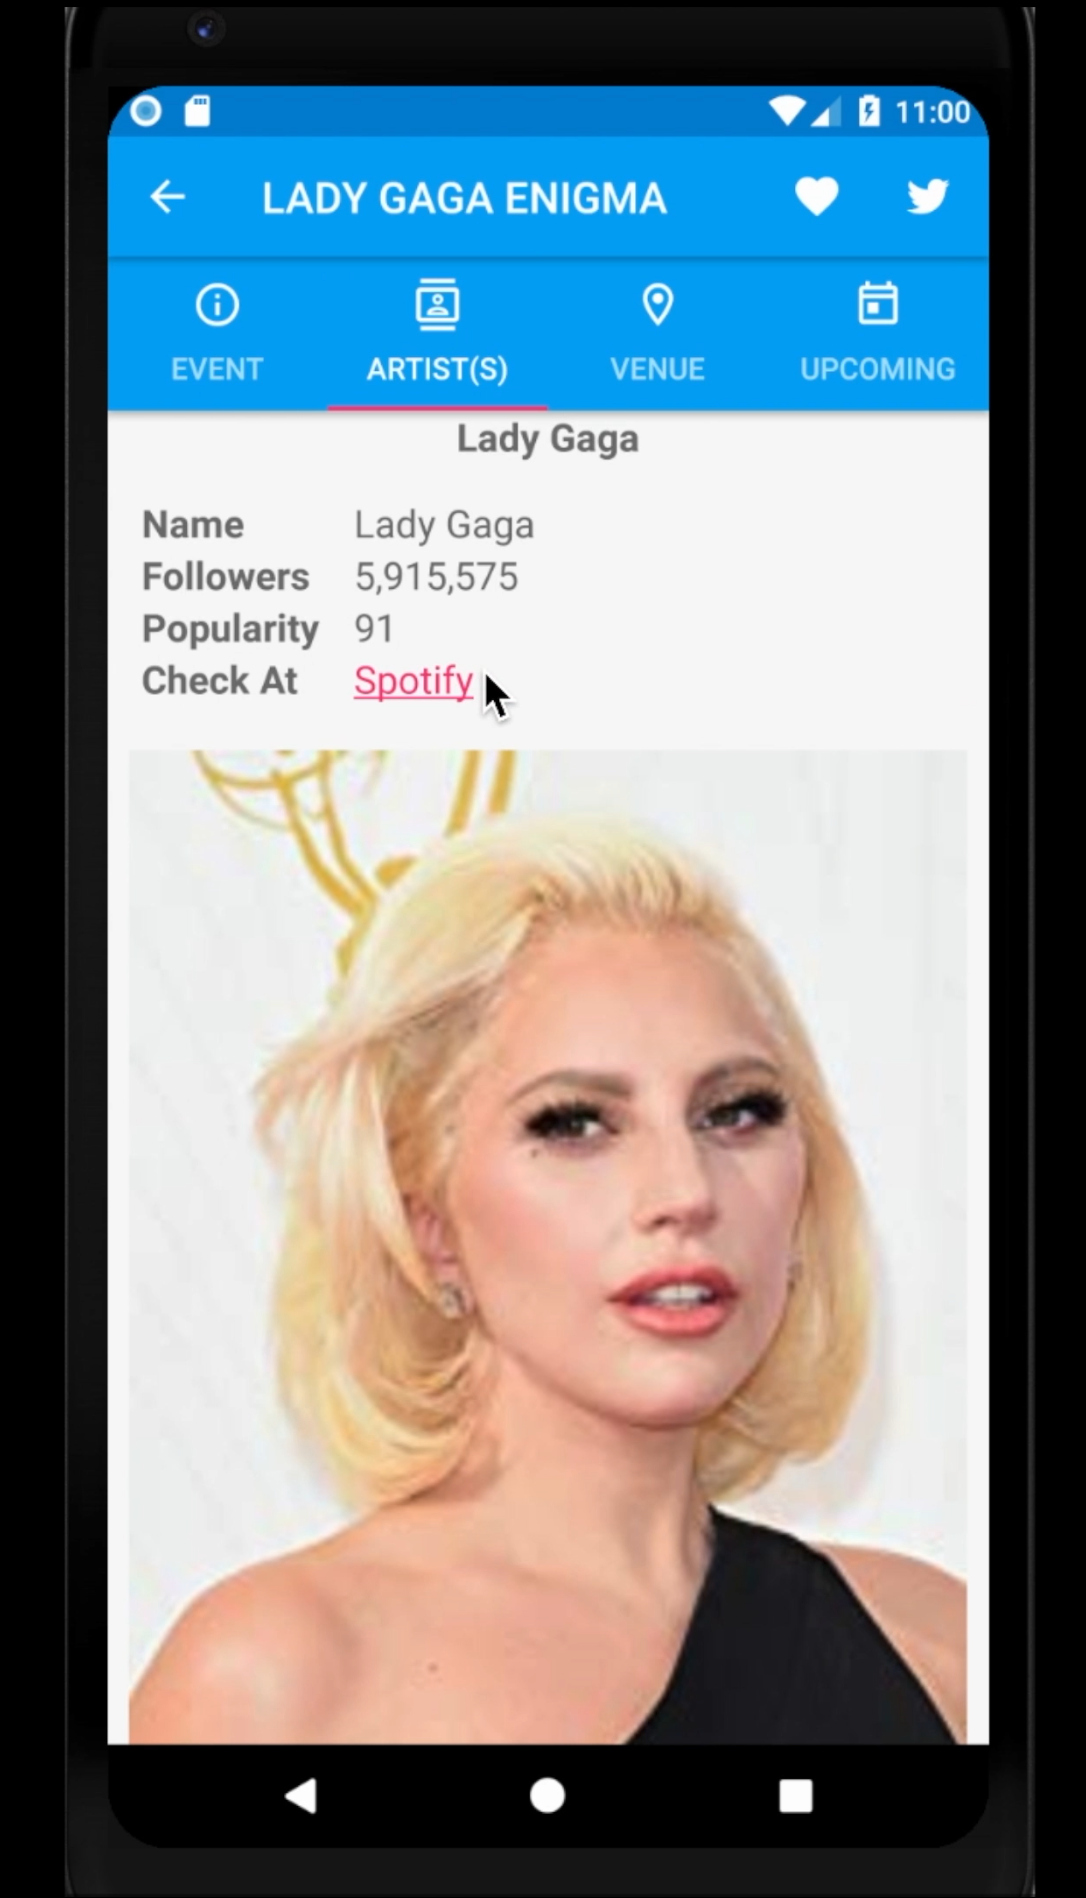 11:00
LADY GAGA ENIGMA
EVENT ARTIST(S) VENUE UPCOMING
Lady Gaga
Name Lady Gaga
Followers 5,915,575
Popularity 91
Check At Spotify